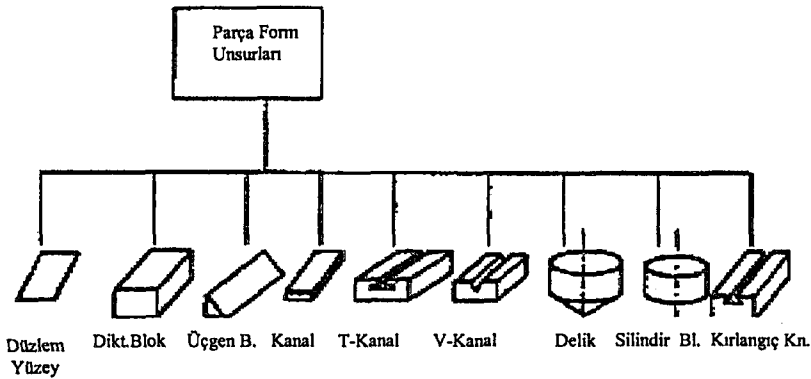 Parça Form
Unsurları
Düzlem
Yüzey
Dikt.Blok
Üçgen B.
Kanal
T-Kanal
V-Kanal
Delik
Silindir Bl.
Kırlangıç Kn.